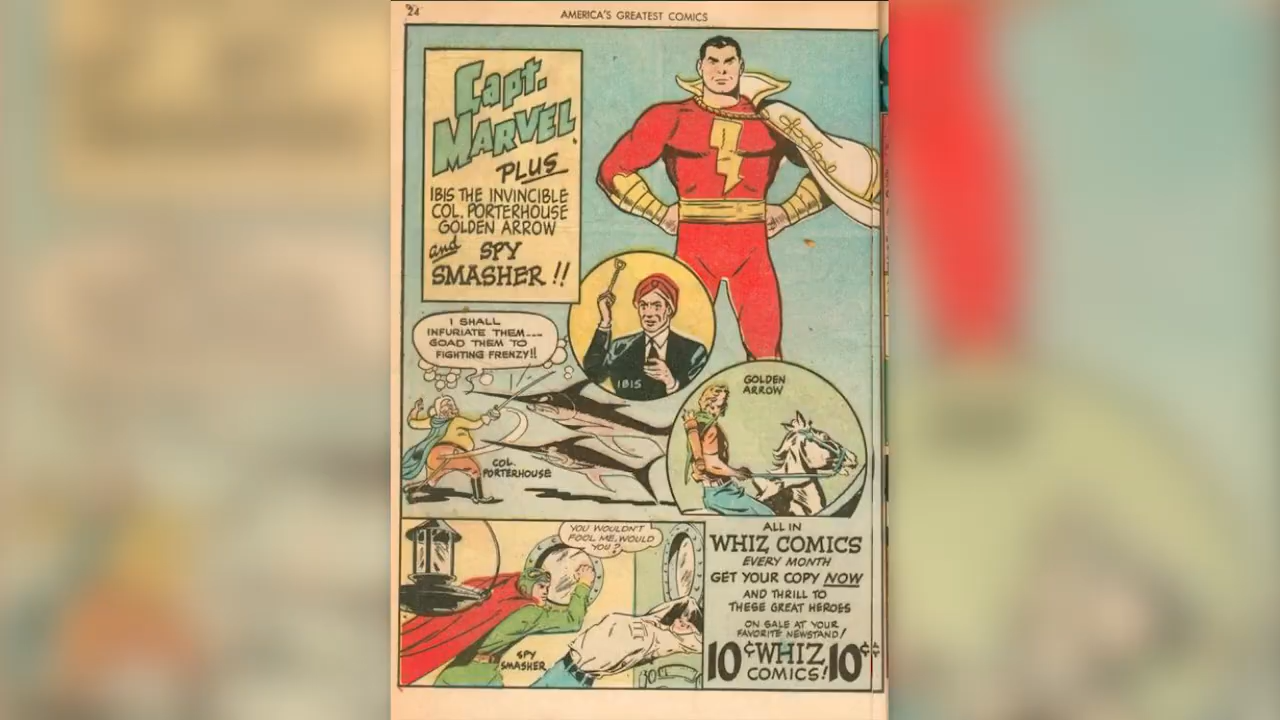 24
AMERICA'S GREATEST COMICS
Capt.
MARVEL
PLUS
IBIS THE INVINCIBLE
COL. PORTERHOUSE
GOLDEN ARROW
and SPY
SMASHER!!
I SHALL
INFURIATE THEM---
GOAD THEM TO
FIGHTING FRENZY!!
IBIS
GOLDEN
ARROW
COL.
PORTERHOUSE
YOU WOULDN'T
FOOL ME, WOULD
YOU?
SPY
SMASHER
ALL IN
WHIZ COMICS
EVERY MONTH
GET YOUR COPY NOW
AND THRILL TO
THESE GREAT HEROES
ON SALE AT YOUR
FAVORITE NEWSTAND!
10¢ WHIZ 10¢
COMICS!